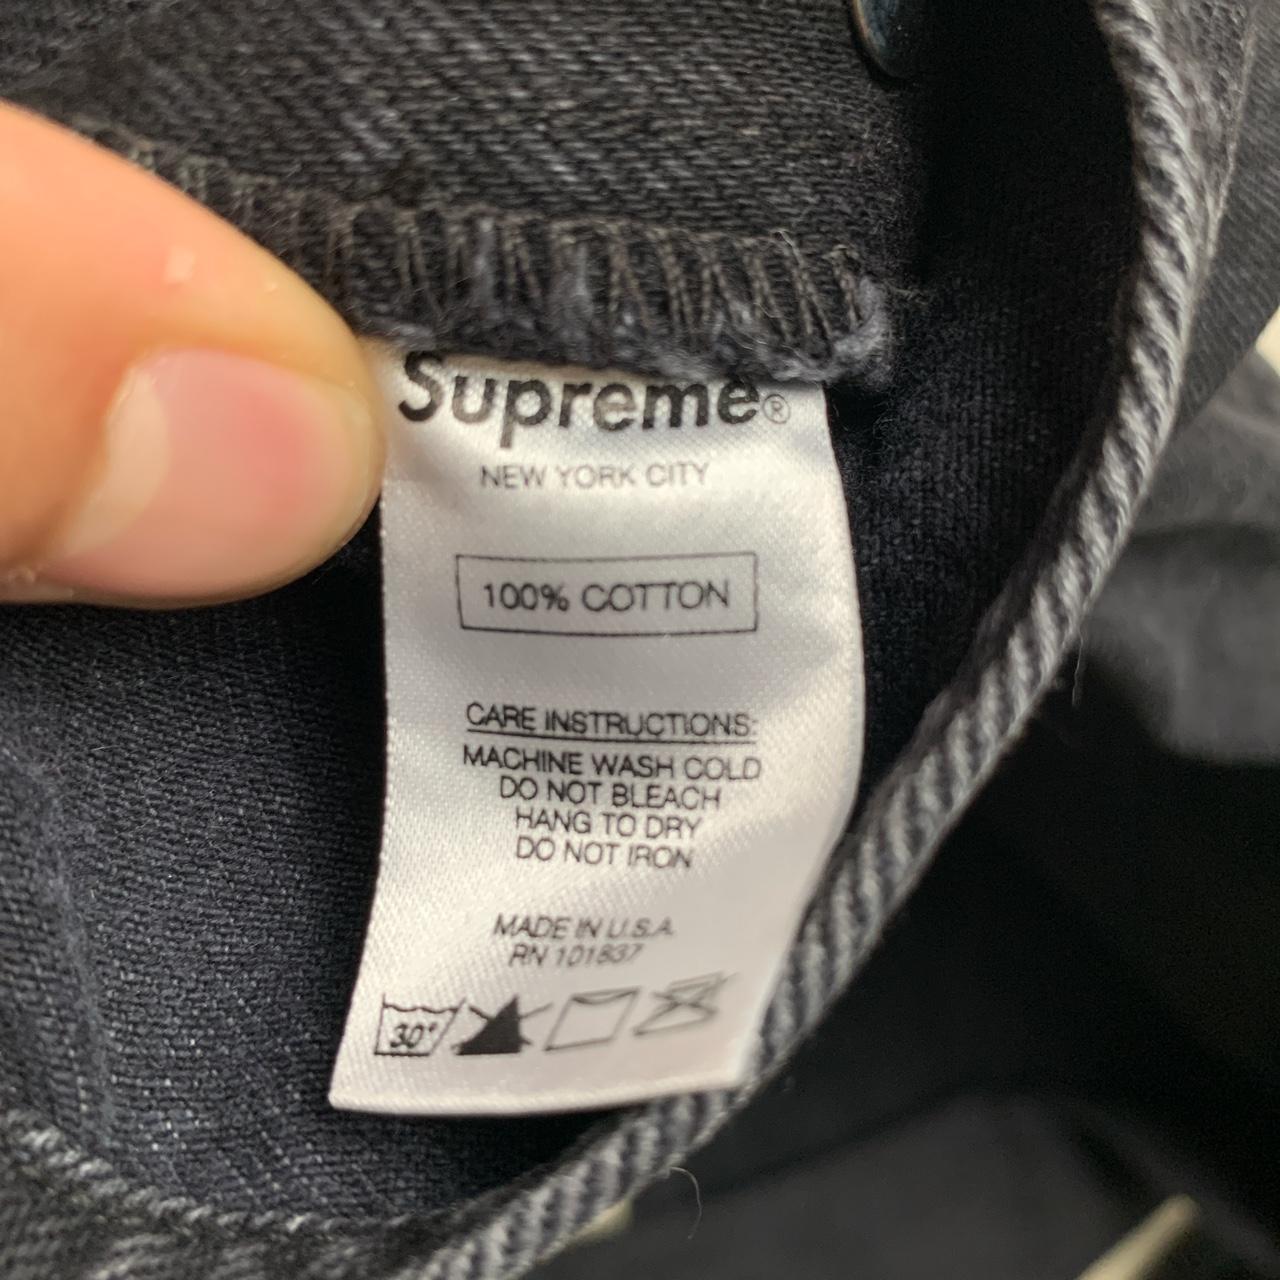 Supreme®
NEW YORK CITY
100% COTTON
CARE INSTRUCTIONS:
MACHINE WASH COLD
DO NOT BLEACH
HANG TO DRY
DO NOT IRON
MADE IN U.S.A.
RN 101837
30°